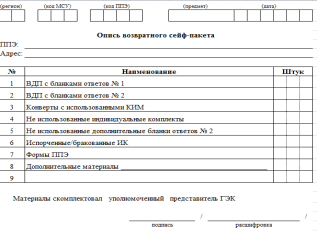 (регион) (код МСУ) (код ППЭ) (предмет) (дата)
Опись возвратного сейф-пакета
ППЭ:
Адрес:
№ Наименование Штук
1 ВДП с бланками ответов № 1
2 ВДП с бланками ответов № 2
3 Конверты с использованными КИМ
4 Не использованные индивидуальные комплекты
5 Не использованные дополнительные бланки ответов № 2
6 Испорченные/бракованные ИК
7 Формы ППЭ
8 Дополнительные материалы
9
Материалы скомплектовал уполномоченный представитель ГЭК
/ /
подпись расшифровка